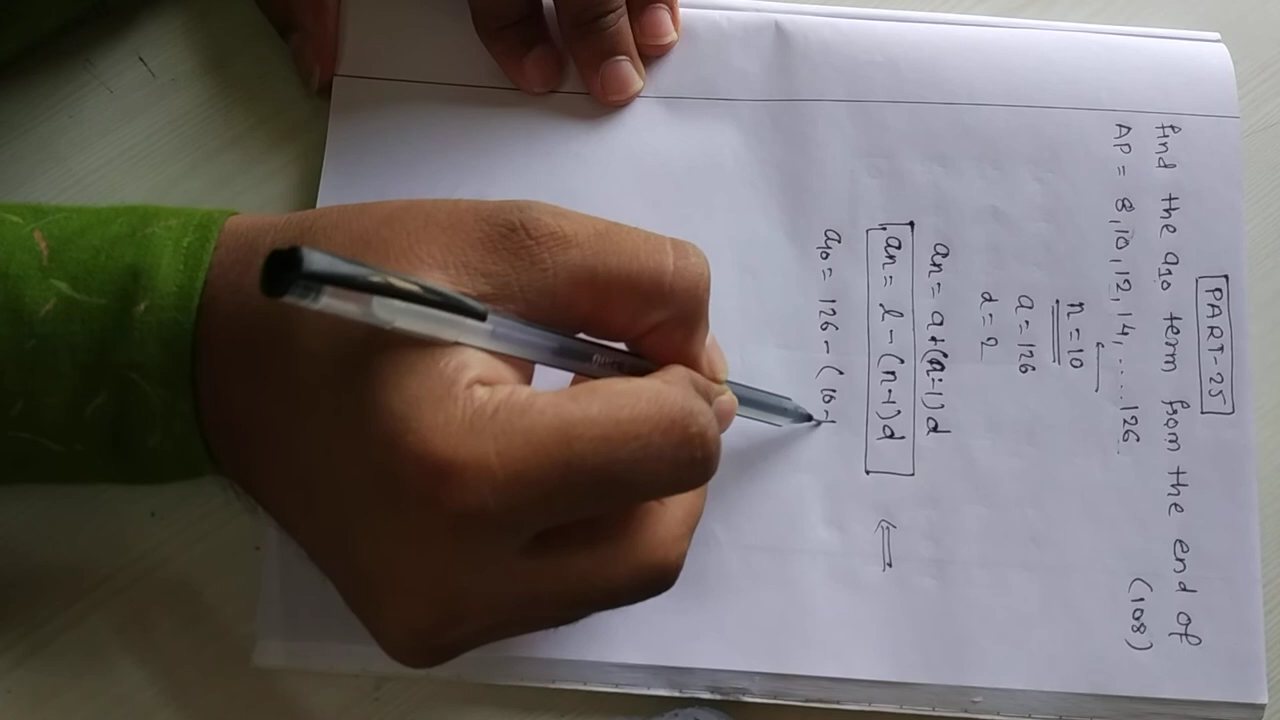 PART-25
find the a10 term from the end of
AP = 8, 10, 12, 14, .... 126 (108)
n = 10
a = 126
d = 2
an = a+(n-1)d
an = l - (n-1)d
a10 = 126 - (10-1